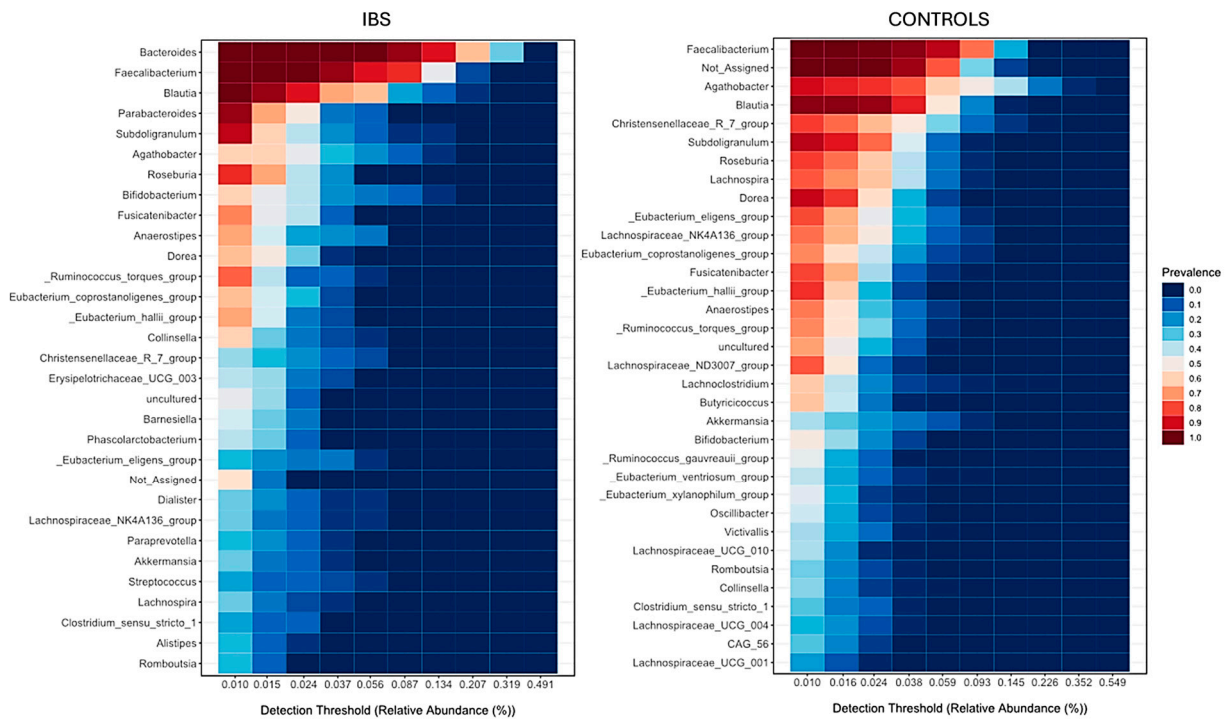 IBS
Bacteroides
Faecalibacterium
Blautia
Parabacteroides
Subdoligranulum
Agathobacter
Roseburia
Bifidobacterium
Fusicatenibacter
Anaerostipes
Dorea
_Ruminococcus_torques_group
Eubacterium_coprostanoligenes_group
_Eubacterium_hallii_group
Collinsella
Christensenellaceae_R_7_group
Erysipelotrichaceae_UCG_003
uncultured
Barnesiella
Phascolarctobacterium
_Eubacterium_eligens_group
Not_Assigned
Dialister
Lachnospiraceae_NK4A136_group
Paraprevotella
Akkermansia
Streptococcus
Lachnospira
Clostridium_sensu_stricto_1
Alistipes
Romboutsia
0.010 0.015 0.024 0.037 0.056 0.087 0.134 0.207 0.319 0.491
Detection Threshold (Relative Abundance (%))
CONTROLS
Faecalibacterium
Not_Assigned
Agathobacter
Blautia
Christensenellaceae_R_7_group
Subdoligranulum
Roseburia
Lachnospira
Dorea
_Eubacterium_eligens_group
Lachnospiraceae_NK4A136_group
Eubacterium_coprostanoligenes_group
Fusicatenibacter
_Eubacterium_hallii_group
Anaerostipes
_Ruminococcus_torques_group
uncultured
Lachnospiraceae_ND3007_group
Lachnoclostridium
Butyricicoccus
Akkermansia
Bifidobacterium
_Ruminococcus_gauvreauii_group
_Eubacterium_ventriosum_group
_Eubacterium_xylanophilum_group
Oscillibacter
Victivallis
Lachnospiraceae_UCG_010
Romboutsia
Collinsella
Clostridium_sensu_stricto_1
Lachnospiraceae_UCG_004
CAG_56
Lachnospiraceae_UCG_001
0.010 0.016 0.024 0.038 0.059 0.093 0.145 0.226 0.352 0.549
Detection Threshold (Relative Abundance (%))
Prevalence
0.0
0.1
0.2
0.3
0.4
0.5
0.6
0.7
0.8
0.9
1.0